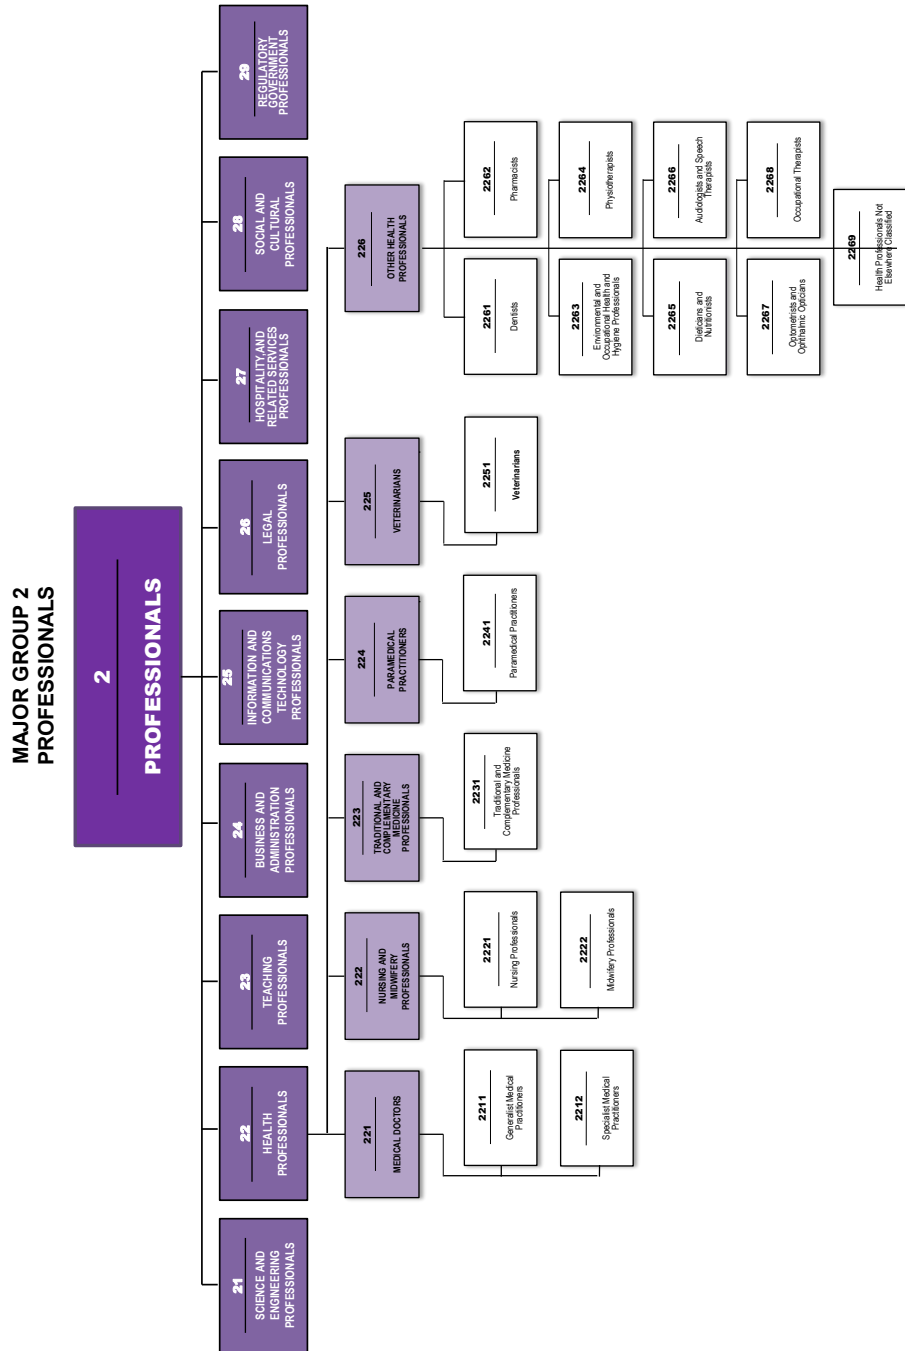 MAJOR GROUP 2
PROFESSIONALS
2
PROFESSIONALS
21
SCIENCE AND
ENGINEERING
PROFESSIONALS
22
HEALTH
PROFESSIONALS
23
TEACHING
PROFESSIONALS
24
BUSINESS AND
ADMINISTRATION
PROFESSIONALS
25
INFORMATION AND
COMMUNICATIONS
TECHNOLOGY
PROFESSIONALS
26
LEGAL
PROFESSIONALS
27
HOSPITALITY,AND
RELATED SERVICES
PROFESSIONALS
28
SOCIAL AND
CULTURAL
PROFESSIONALS
29
REGULATORY
GOVERNMENT
PROFESSIONALS
221
MEDICAL DOCTORS
222
NURSING AND
MIDWIFERY
PROFESSIONALS
223
TRADITIONAL AND
COMPLEMENTARY
MEDICINE
PROFESSIONALS
224
PARAMEDICAL
PRACTITIONERS
225
VETERINARIANS
226
OTHER HEALTH
PROFESSIONALS
2211
Generalist Medical
Practitioners
2212
Specialist Medical
Practitioners
2221
Nursing Professionals
2222
Midwifery Professionals
2231
Traditional and
Complementary Medicine
Professionals
2241
Paramedical Practitioners
2251
Veterinarians
2261
Dentists
2262
Pharmacists
2263
Environmental and
Occupational Health and
Hygiene Professionals
2264
Physiotherapists
2265
Dieticians and
Nutritionists
2266
Audiologists and Speech
Therapists
2267
Optometrists and
Ophthalmic Opticians
2268
Occupational Therapists
2269
Health Professionals Not
Elsewhere Classified